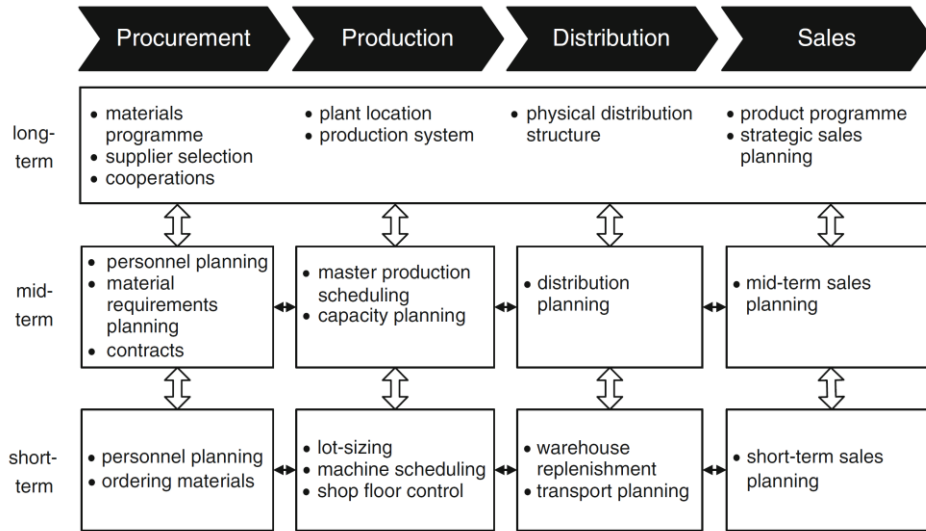 Procurement
Production
Distribution
Sales
long-
term
• materials
programme
• supplier selection
• cooperations
• plant location
• production system
• physical distribution
structure
• product programme
• strategic sales
planning
mid-
term
• personnel planning
• material
requirements
planning
• contracts
• master production
scheduling
• capacity planning
• distribution
planning
• mid-term sales
planning
short-
term
• personnel planning
• ordering materials
• lot-sizing
• machine scheduling
• shop floor control
• warehouse
replenishment
• transport planning
• short-term sales
planning